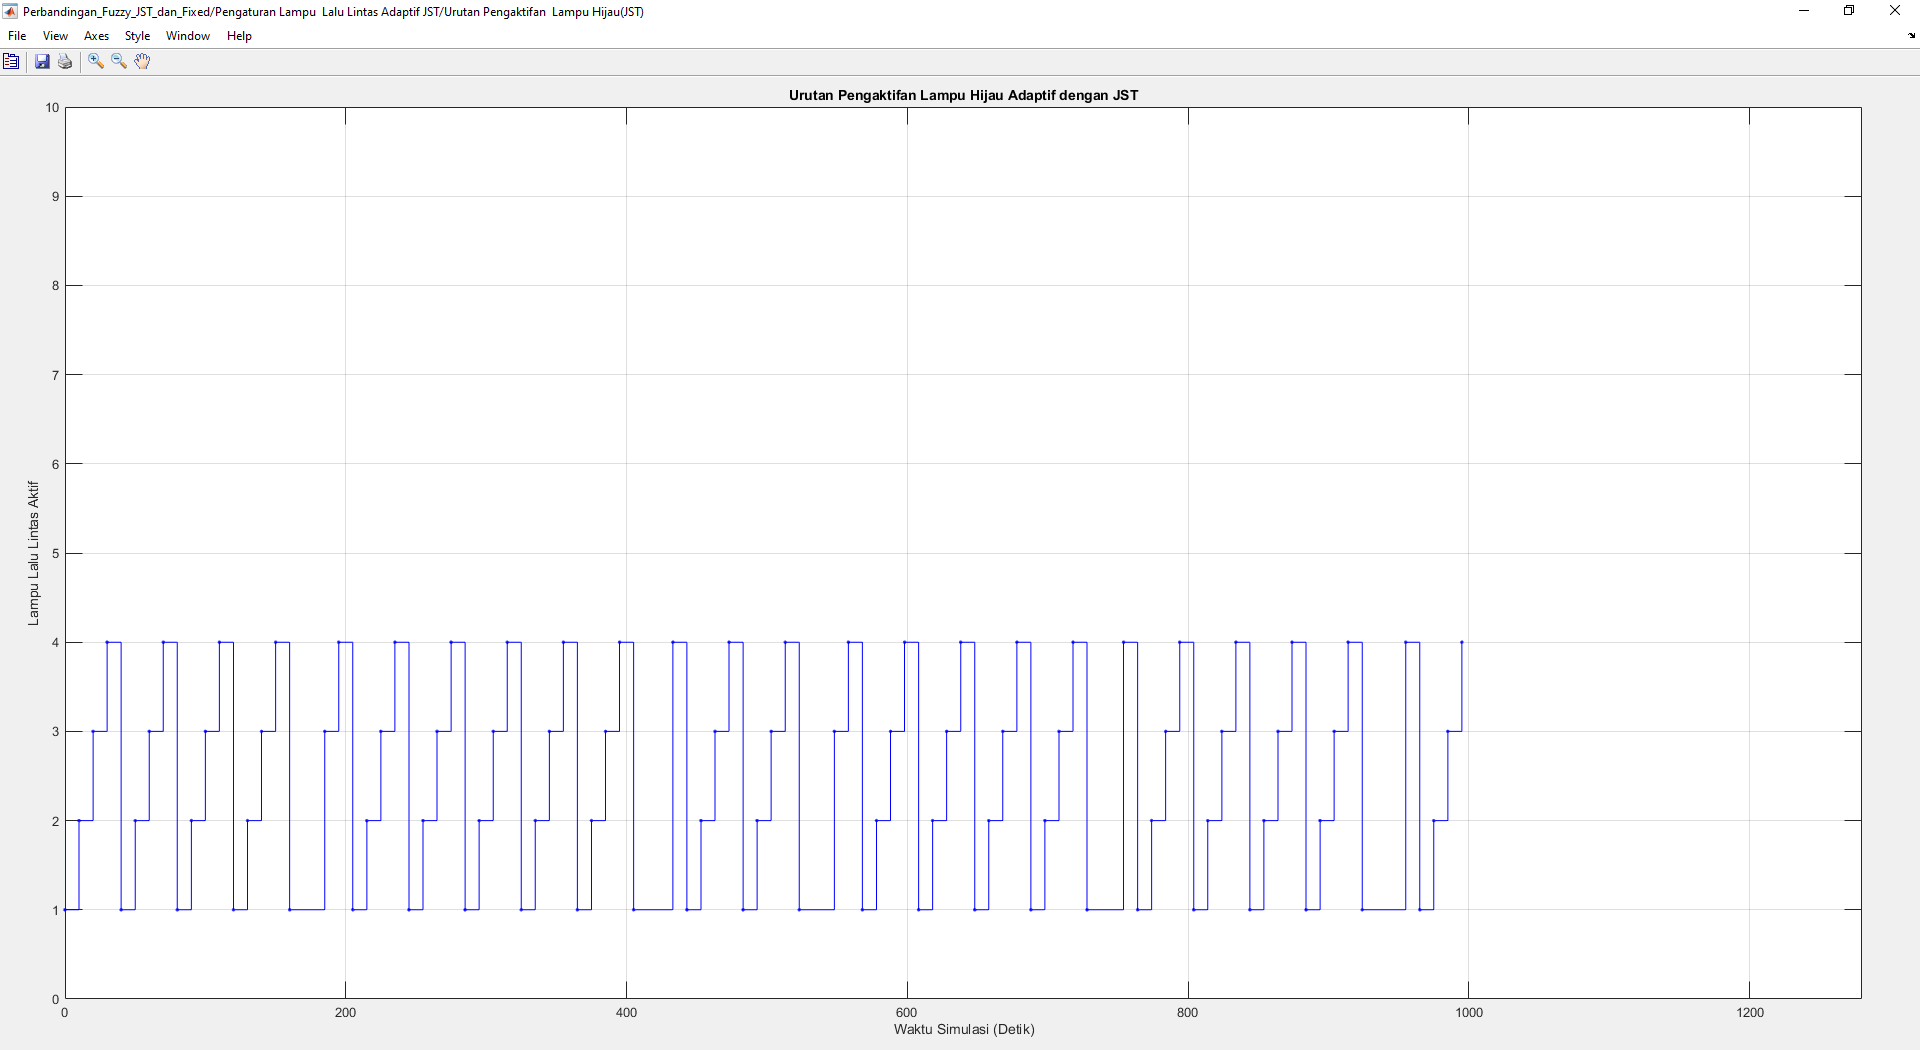 Perbandingan_Fuzzy_JST_dan_Fixed/Pengaturan Lampu  Lalu Lintas Adaptif JST/Urutan Pengaktifan  Lampu Hijau(JST)
File View Axes Style Window Help
Urutan Pengaktifan Lampu Hijau Adaptif dengan JST
10
9
8
7
6
5
4
3
2
1
0
Lampu Lalu Lintas Aktif
0 200 400 600 800 1000 1200
Waktu Simulasi (Detik)